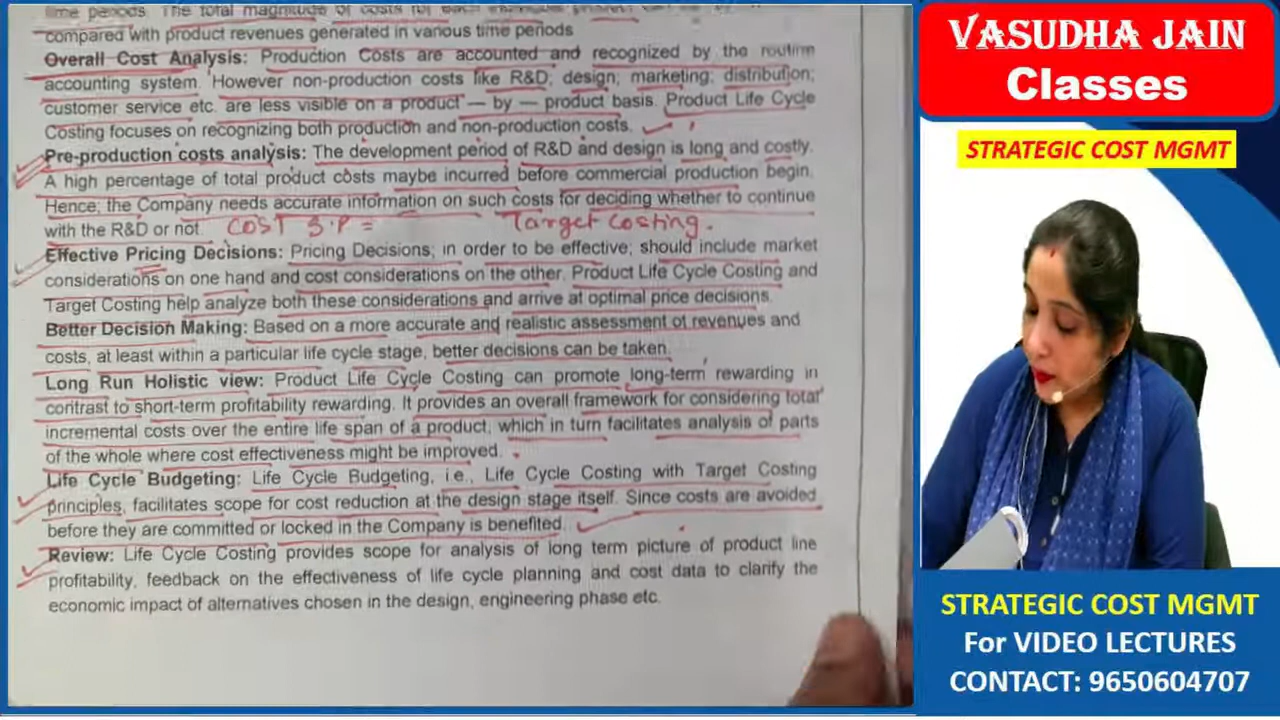 time periods. The total magnitude of costs for each
compared with product revenues generated in various time periods
Overall Cost Analysis: Production Costs are accounted and recognized by the routine
accounting system. However non-production costs like R&D; design; marketing; distribution;
customer service etc. are less visible on a product — by — product basis. Product Life Cycle
Costing focuses on recognizing both production and non-production costs.
Pre-production costs analysis: The development period of R&D and design is long and costly.
A high percentage of total product costs maybe incurred before commercial production begin.
Hence; the Company needs accurate information on such costs for deciding whether to continue
with the R&D or not. COST S.P = Target Costing.
Effective Pricing Decisions: Pricing Decisions; in order to be effective; should include market
considerations on one hand and cost considerations on the other. Product Life Cycle Costing and
Target Costing help analyze both these considerations and arrive at optimal price decisions.
Better Decision Making: Based on a more accurate and realistic assessment of revenues and
costs, at least within a particular life cycle stage, better decisions can be taken.
Long Run Holistic view: Product Life Cycle Costing can promote long-term rewarding in
contrast to short-term profitability rewarding. It provides an overall framework for considering total
incremental costs over the entire life span of a product, which in turn facilitates analysis of parts
of the whole where cost effectiveness might be improved.
Life Cycle Budgeting: Life Cycle Budgeting, i.e., Life Cycle Costing with Target Costing
principles, facilitates scope for cost reduction at the design stage itself. Since costs are avoided
before they are committed or locked in the Company is benefited.
Review: Life Cycle Costing provides scope for analysis of long term picture of product line
profitability, feedback on the effectiveness of life cycle planning and cost data to clarify the
economic impact of alternatives chosen in the design, engineering phase etc.
VASUDHA JAIN
Classes
STRATEGIC COST MGMT
STRATEGIC COST MGMT
For VIDEO LECTURES
CONTACT: 9650604707